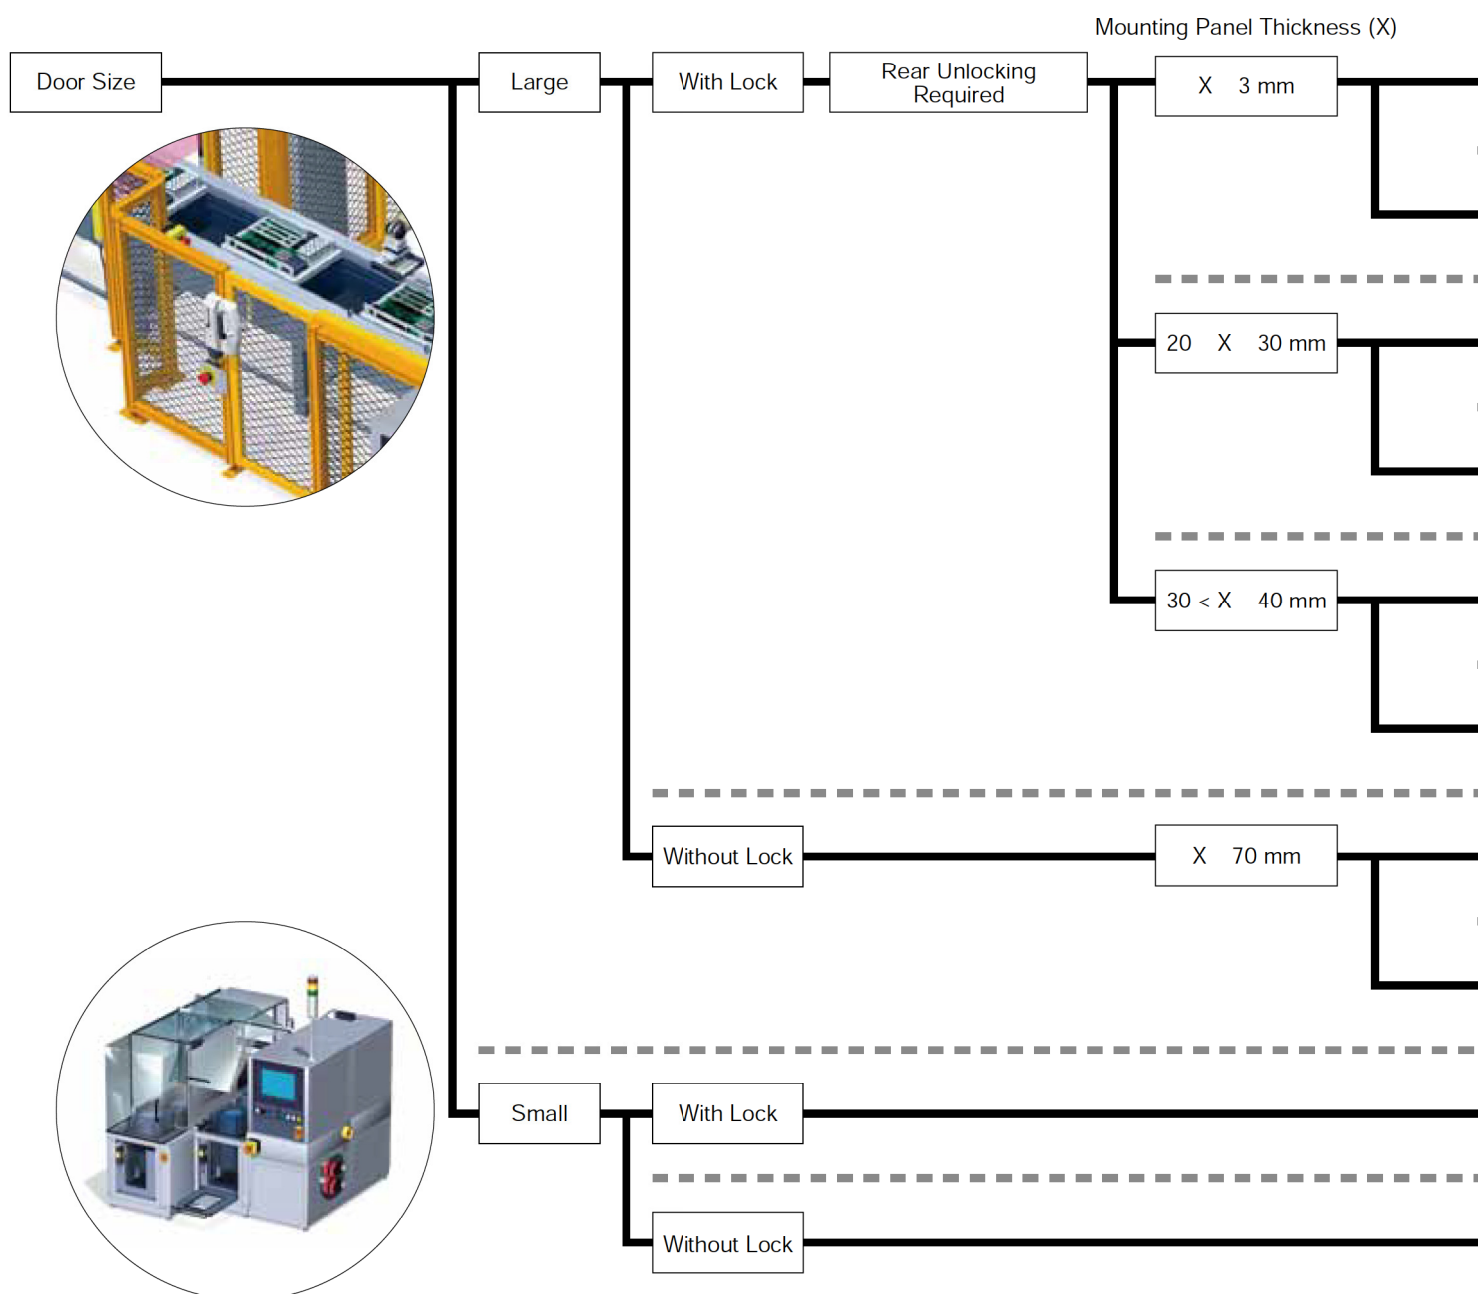 Mounting Panel Thickness (X)
Door Size
Large
With Lock
Rear Unlocking
Required
X 3 mm
20 X 30 mm
30 < X 40 mm
Without Lock
X 70 mm
Small
With Lock
Without Lock